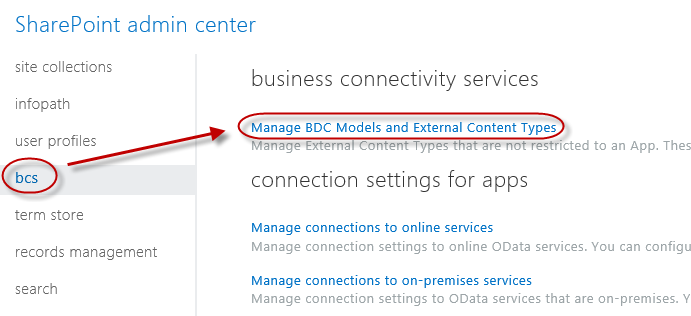 SharePoint admin center
site collections
infopath
user profiles
bcs
term store
records management
search
business connectivity services
Manage BDC Models and External Content Types
Manage External Content Types that are not restricted to an App. Thes
connection settings for apps
Manage connections to online services
Manage connection settings to online OData services. You can configu
Manage connections to on-premises services
Manage connection settings to OData services that are on-premises. Y